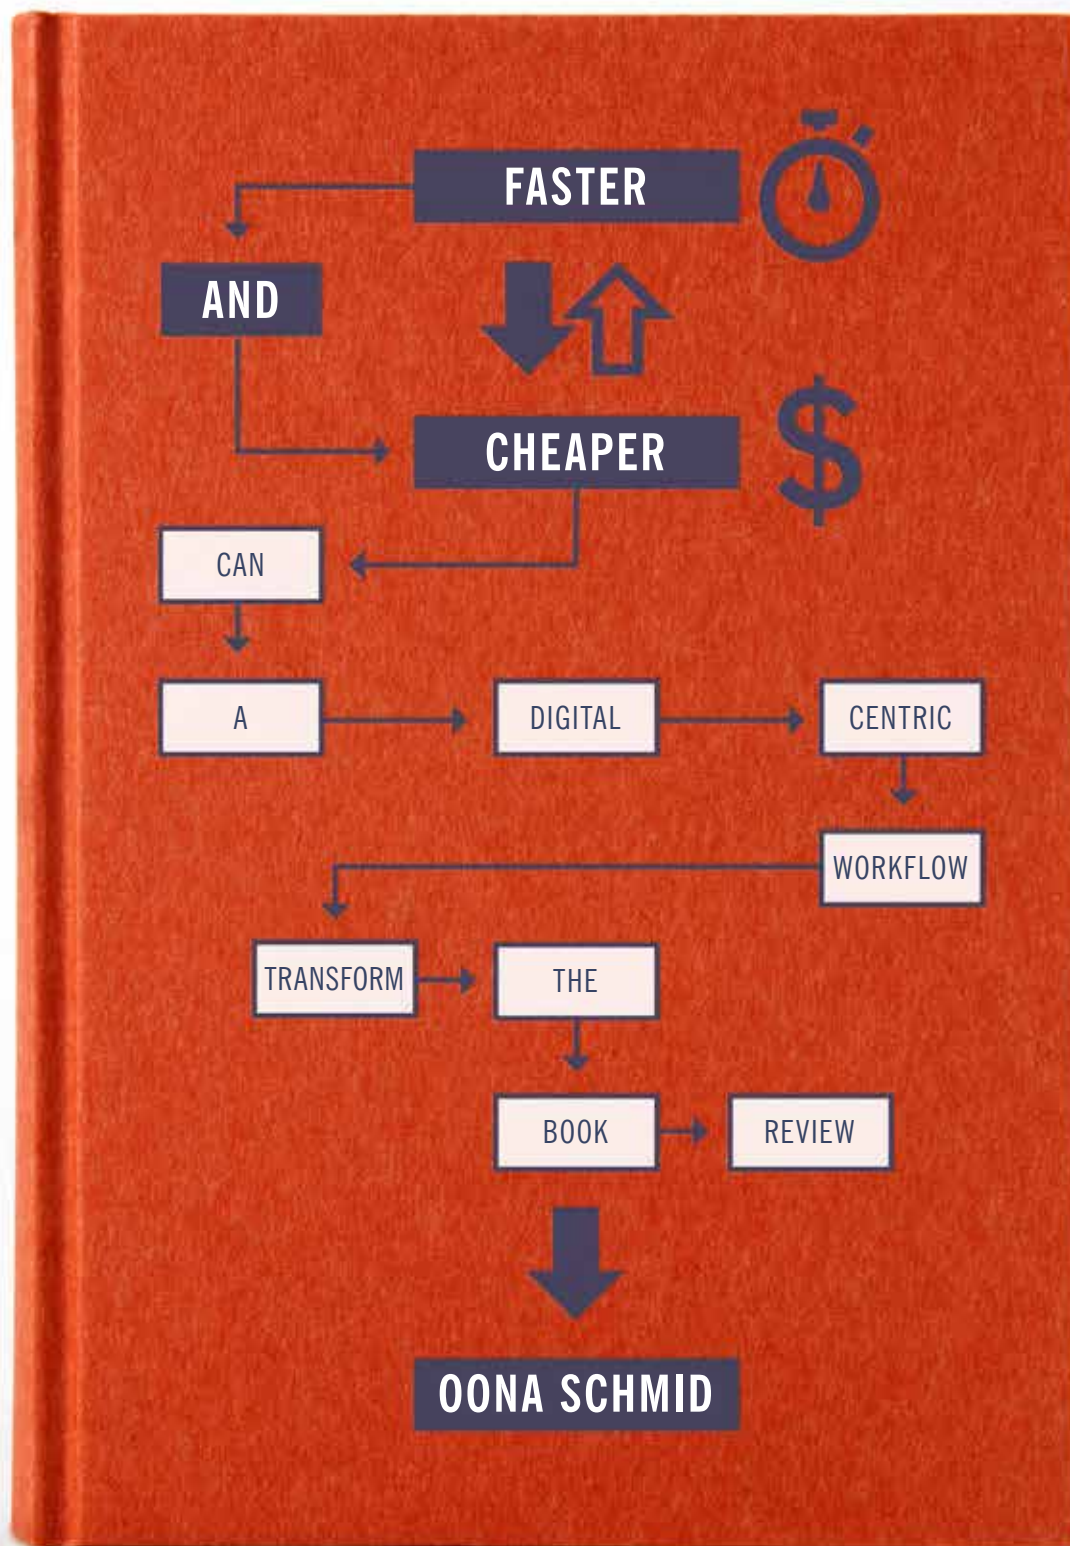 FASTER
AND
CHEAPER
$
CAN
A DIGITAL CENTRIC
WORKFLOW
TRANSFORM THE
BOOK REVIEW
OONA SCHMID